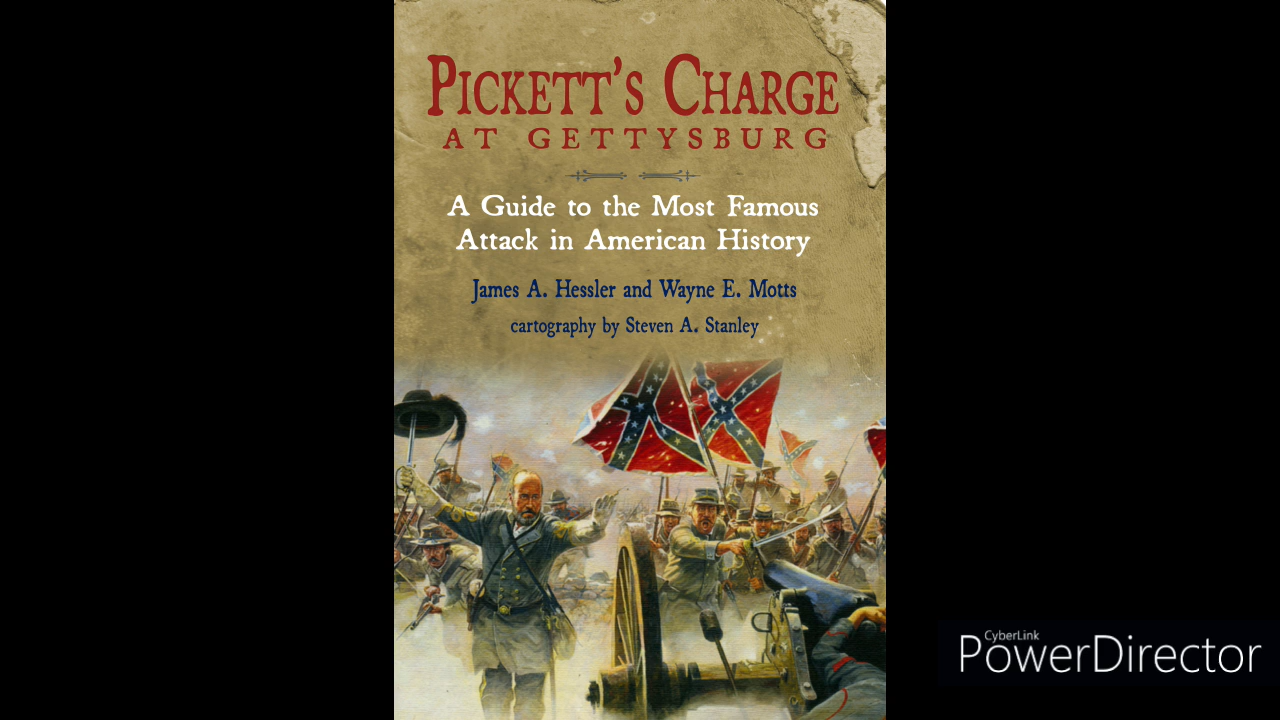 PICKETT'S CHARGE
AT GETTYSBURG
A Guide to the Most Famous
Attack in American History
James A. Hessler and Wayne E. Motts
cartography by Steven A. Stanley
CyberLink
PowerDirector